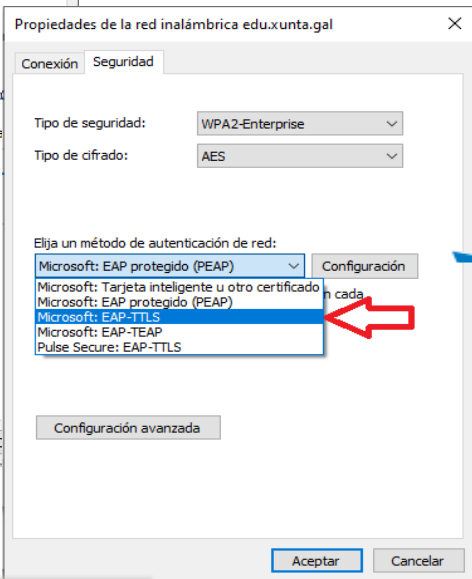 Propiedades de la red inalámbrica edu.xunta.gal
Conexión Seguridad
Tipo de seguridad: WPA2-Enterprise
Tipo de cifrado: AES
Elija un método de autenticación de red:
Microsoft: EAP protegido (PEAP) Configuración
Microsoft: Tarjeta inteligente u otro certificado
n cada
Microsoft: EAP protegido (PEAP)
Microsoft: EAP-TTLS
Microsoft: EAP-TEAP
Pulse Secure: EAP-TTLS
Configuración avanzada
Aceptar Cancelar